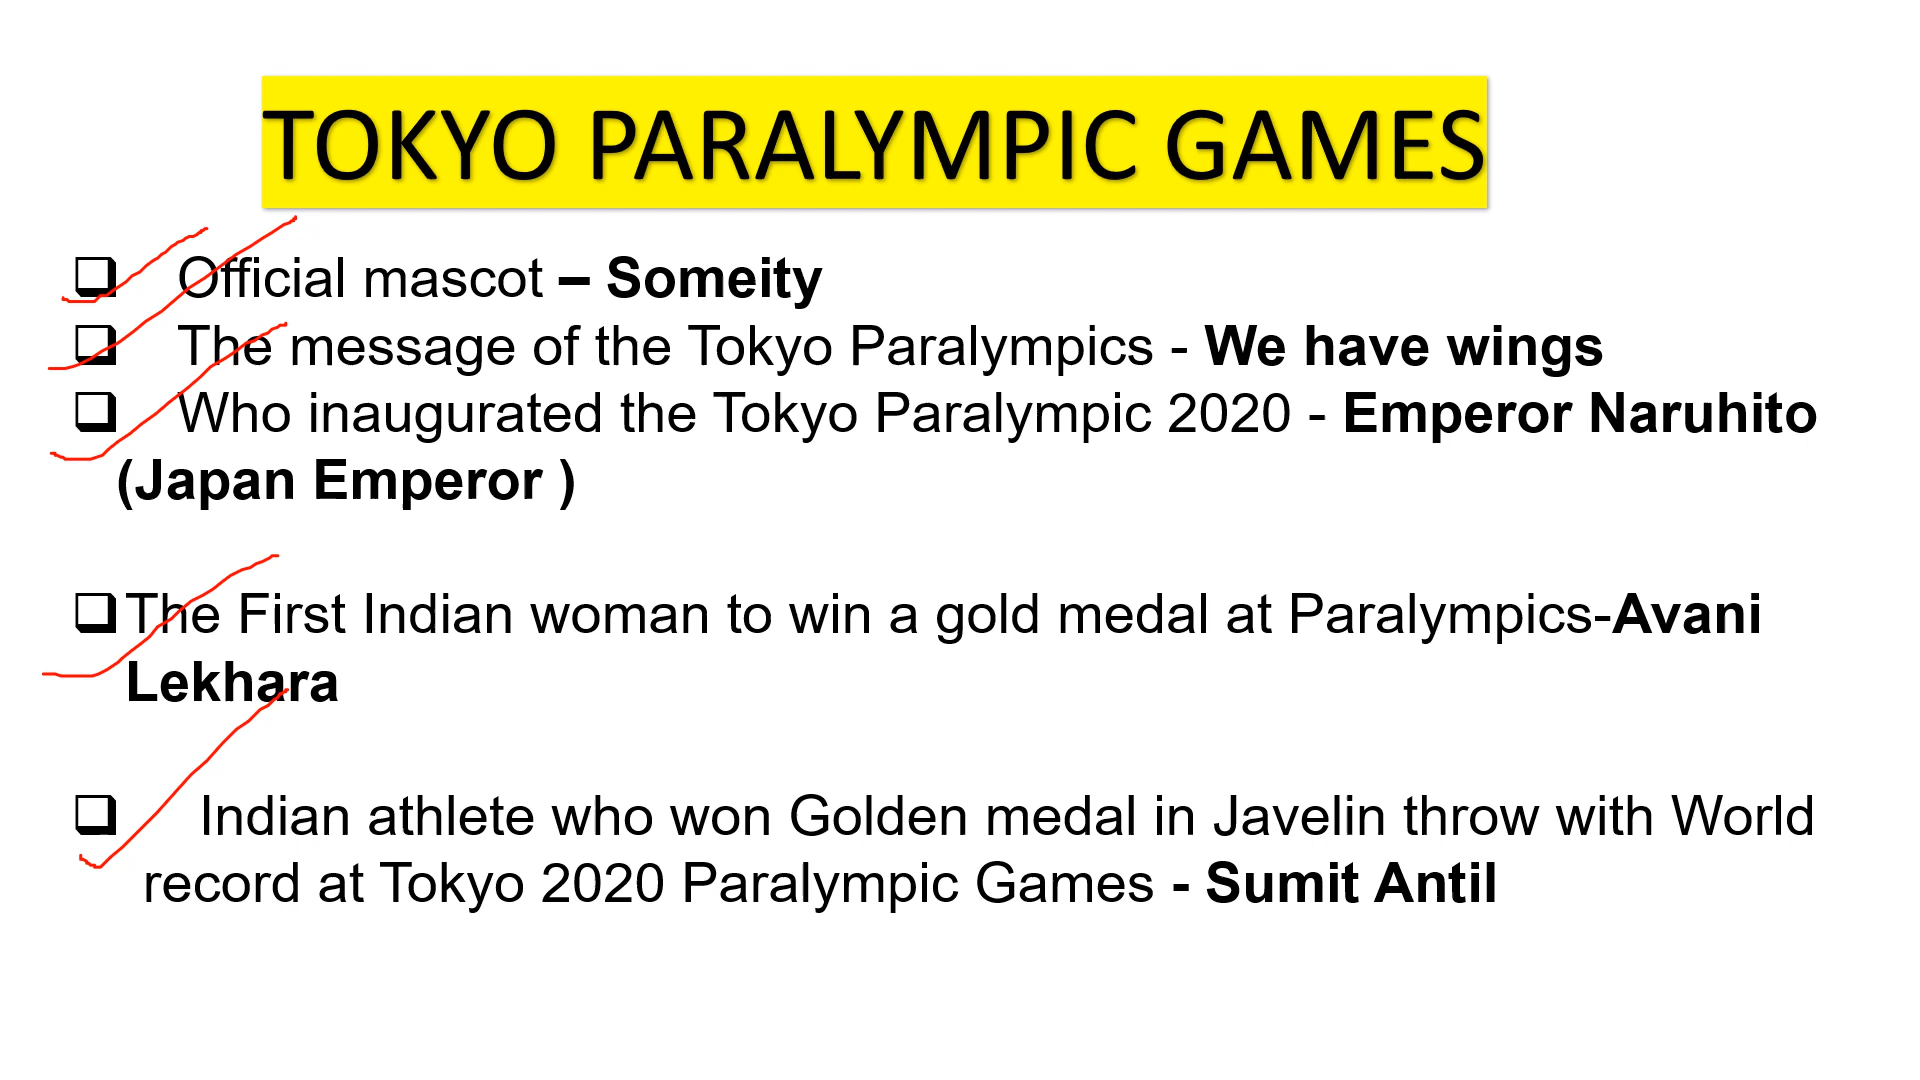 TOKYO PARALYMPIC GAMES
❑ Official mascot – Someity
❑ The message of the Tokyo Paralympics - We have wings
❑ Who inaugurated the Tokyo Paralympic 2020 - Emperor Naruhito
(Japan Emperor )
❑ The First Indian woman to win a gold medal at Paralympics-Avani
Lekhara
❑ Indian athlete who won Golden medal in Javelin throw with World
record at Tokyo 2020 Paralympic Games - Sumit Antil